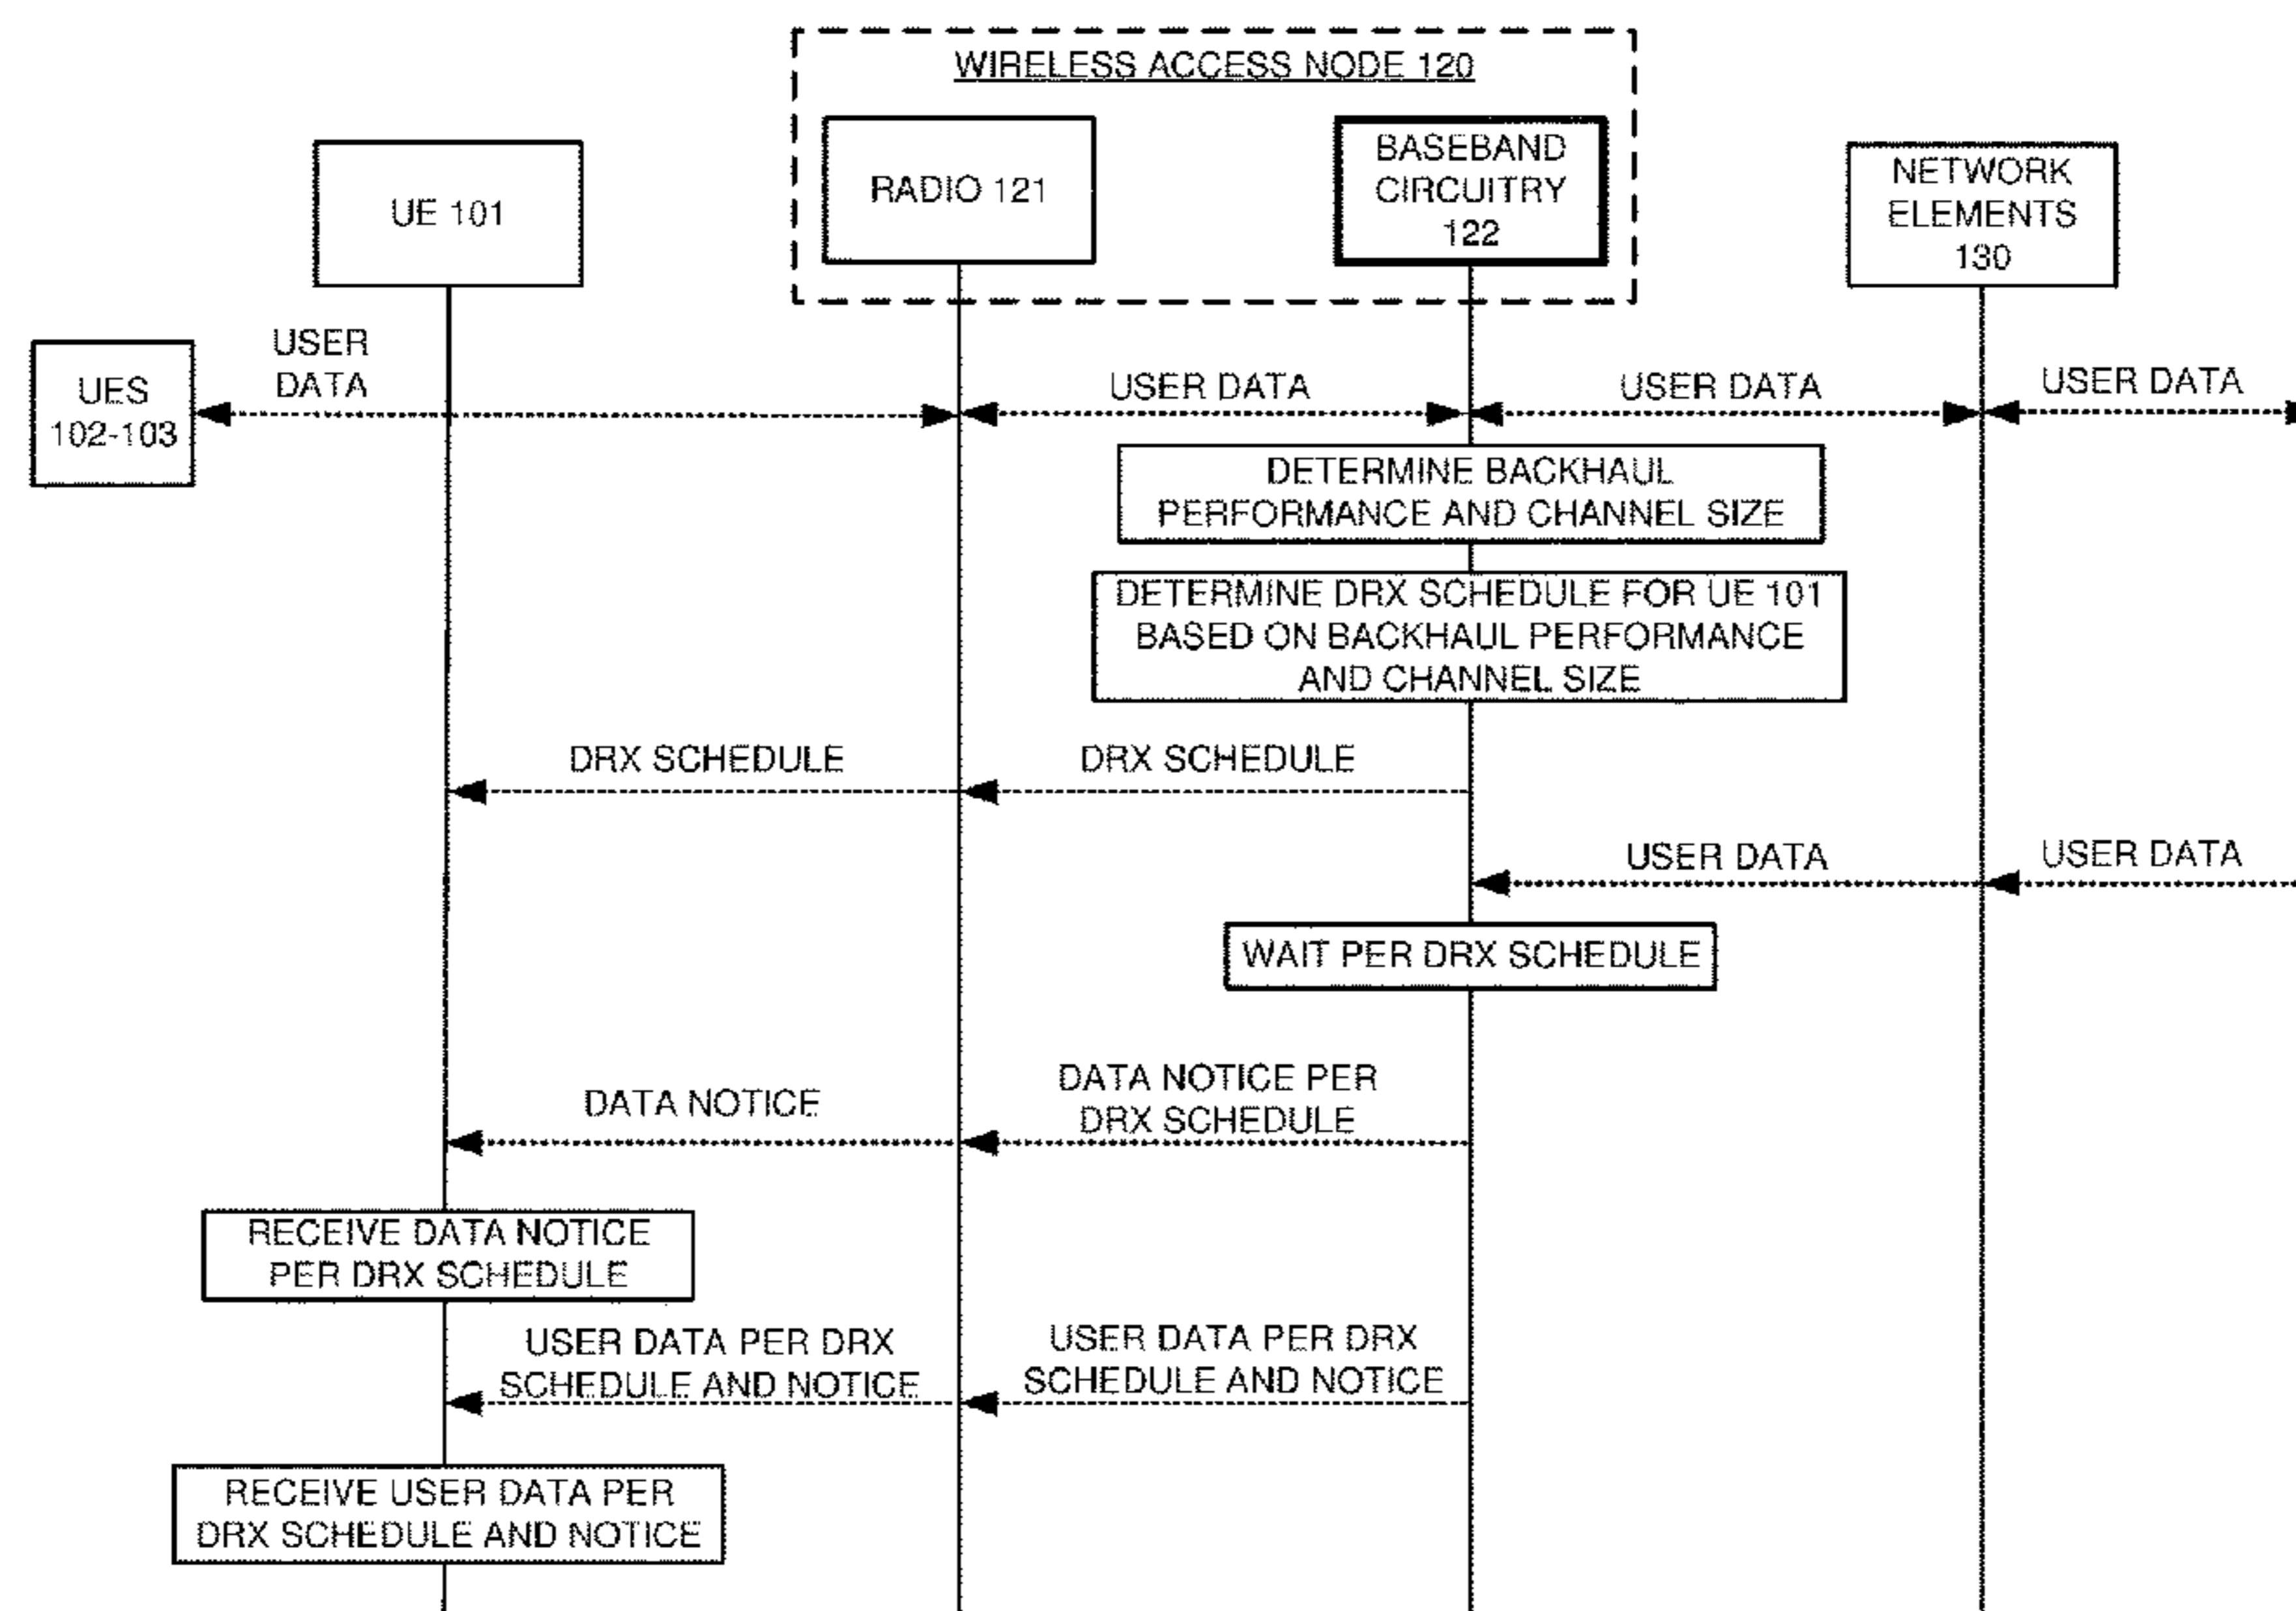 WIRELESS ACCESS NODE 120
UE 101
RADIO 121
BASEBAND
CIRCUITRY
122
NETWORK
ELEMENTS
130
UES
102-103
USER
DATA
USER DATA
USER DATA
USER DATA
DETERMINE BACKHAUL
PERFORMANCE AND CHANNEL SIZE
DETERMINE DRX SCHEDULE FOR UE 101
BASED ON BACKHAUL PERFORMANCE
AND CHANNEL SIZE
DRX SCHEDULE
DRX SCHEDULE
USER DATA
USER DATA
WAIT PER DRX SCHEDULE
DATA NOTICE
DATA NOTICE PER
DRX SCHEDULE
RECEIVE DATA NOTICE
PER DRX SCHEDULE
USER DATA PER DRX
SCHEDULE AND NOTICE
USER DATA PER DRX
SCHEDULE AND NOTICE
RECEIVE USER DATA PER
DRX SCHEDULE AND NOTICE